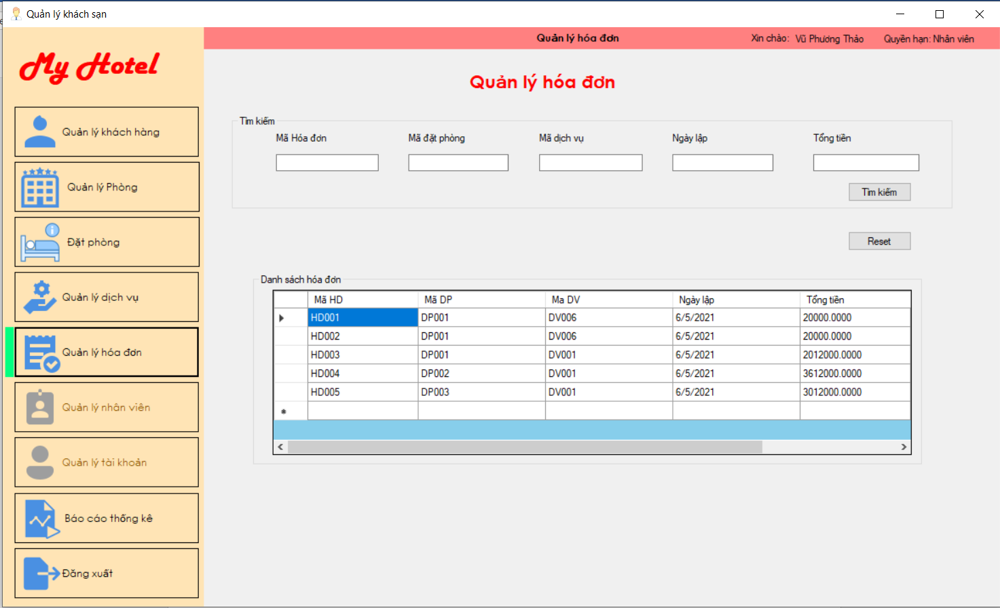 Quản lý khách sạn
Quản lý hóa đơn
Xin chào: Vũ Phương Thảo
Quyền hạn: Nhân viên
My Hotel
Quản lý khách hàng
Quản lý Phòng
Đặt phòng
Quản lý dịch vụ
Quản lý hóa đơn
Quản lý nhân viên
Quản lý tài khoản
Báo cáo thống kê
Đăng xuất
Quản lý hóa đơn
Tìm kiếm
Mã Hóa đơn Mã đặt phòng Mã dịch vụ Ngày lập Tổng tiền
Tìm kiếm
Reset
Danh sách hóa đơn
Mã HD Mã DP Ma DV Ngày lập Tổng tiền
HD001 DP001 DV006 6/5/2021 20000.0000
HD002 DP001 DV006 6/5/2021 20000.0000
HD003 DP001 DV001 6/5/2021 2012000.0000
HD004 DP002 DV001 6/5/2021 3612000.0000
HD005 DP003 DV001 6/5/2021 3012000.0000